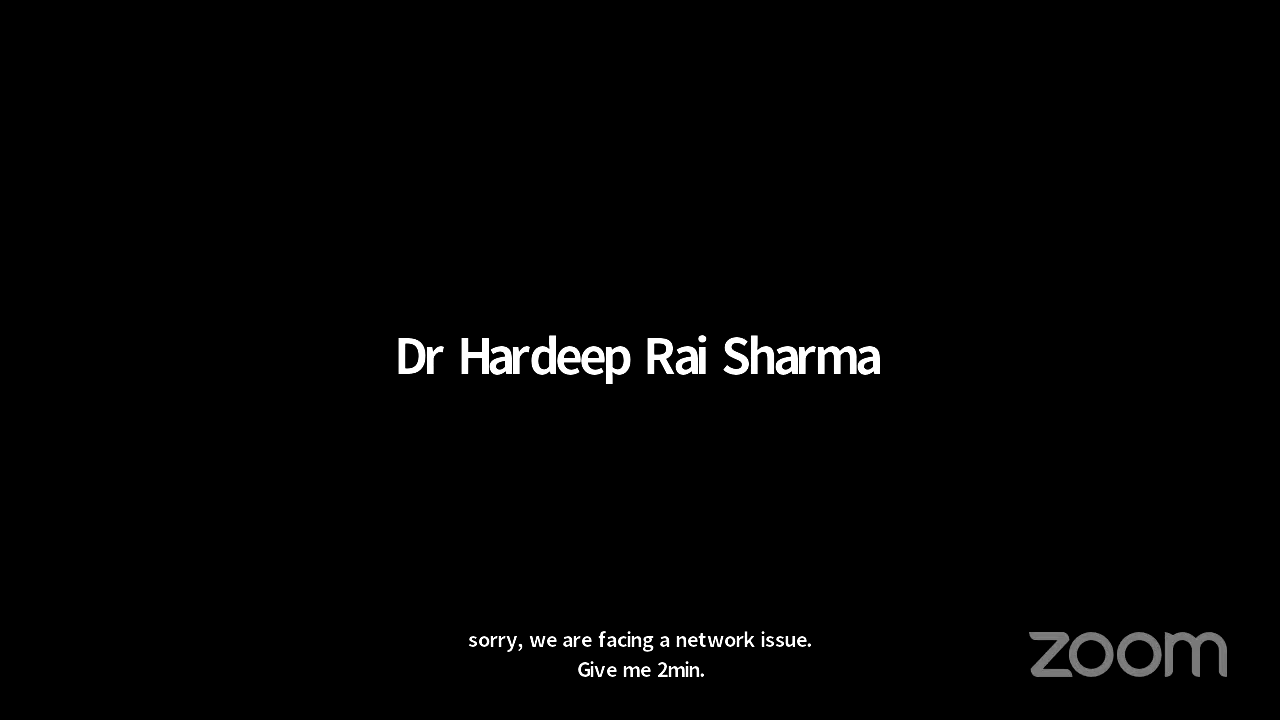 Dr Hardeep Rai Sharma
sorry, we are facing a network issue.
Give me 2min.
zoom